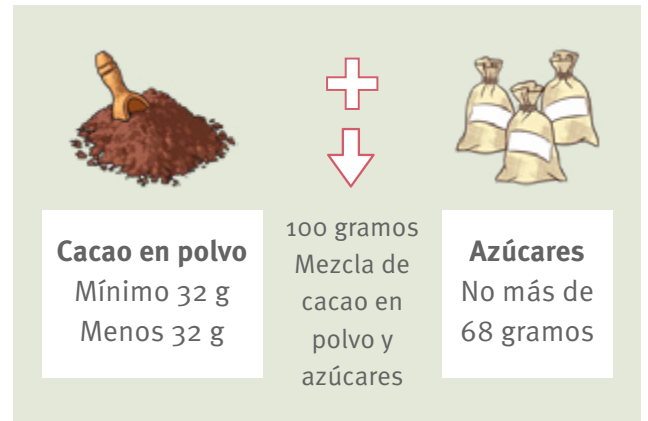 Cacao en polvo
Mínimo 32 g
Menos 32 g
100 gramos
Mezcla de
cacao en
polvo y
azúcares
Azúcares
No más de
68 gramos